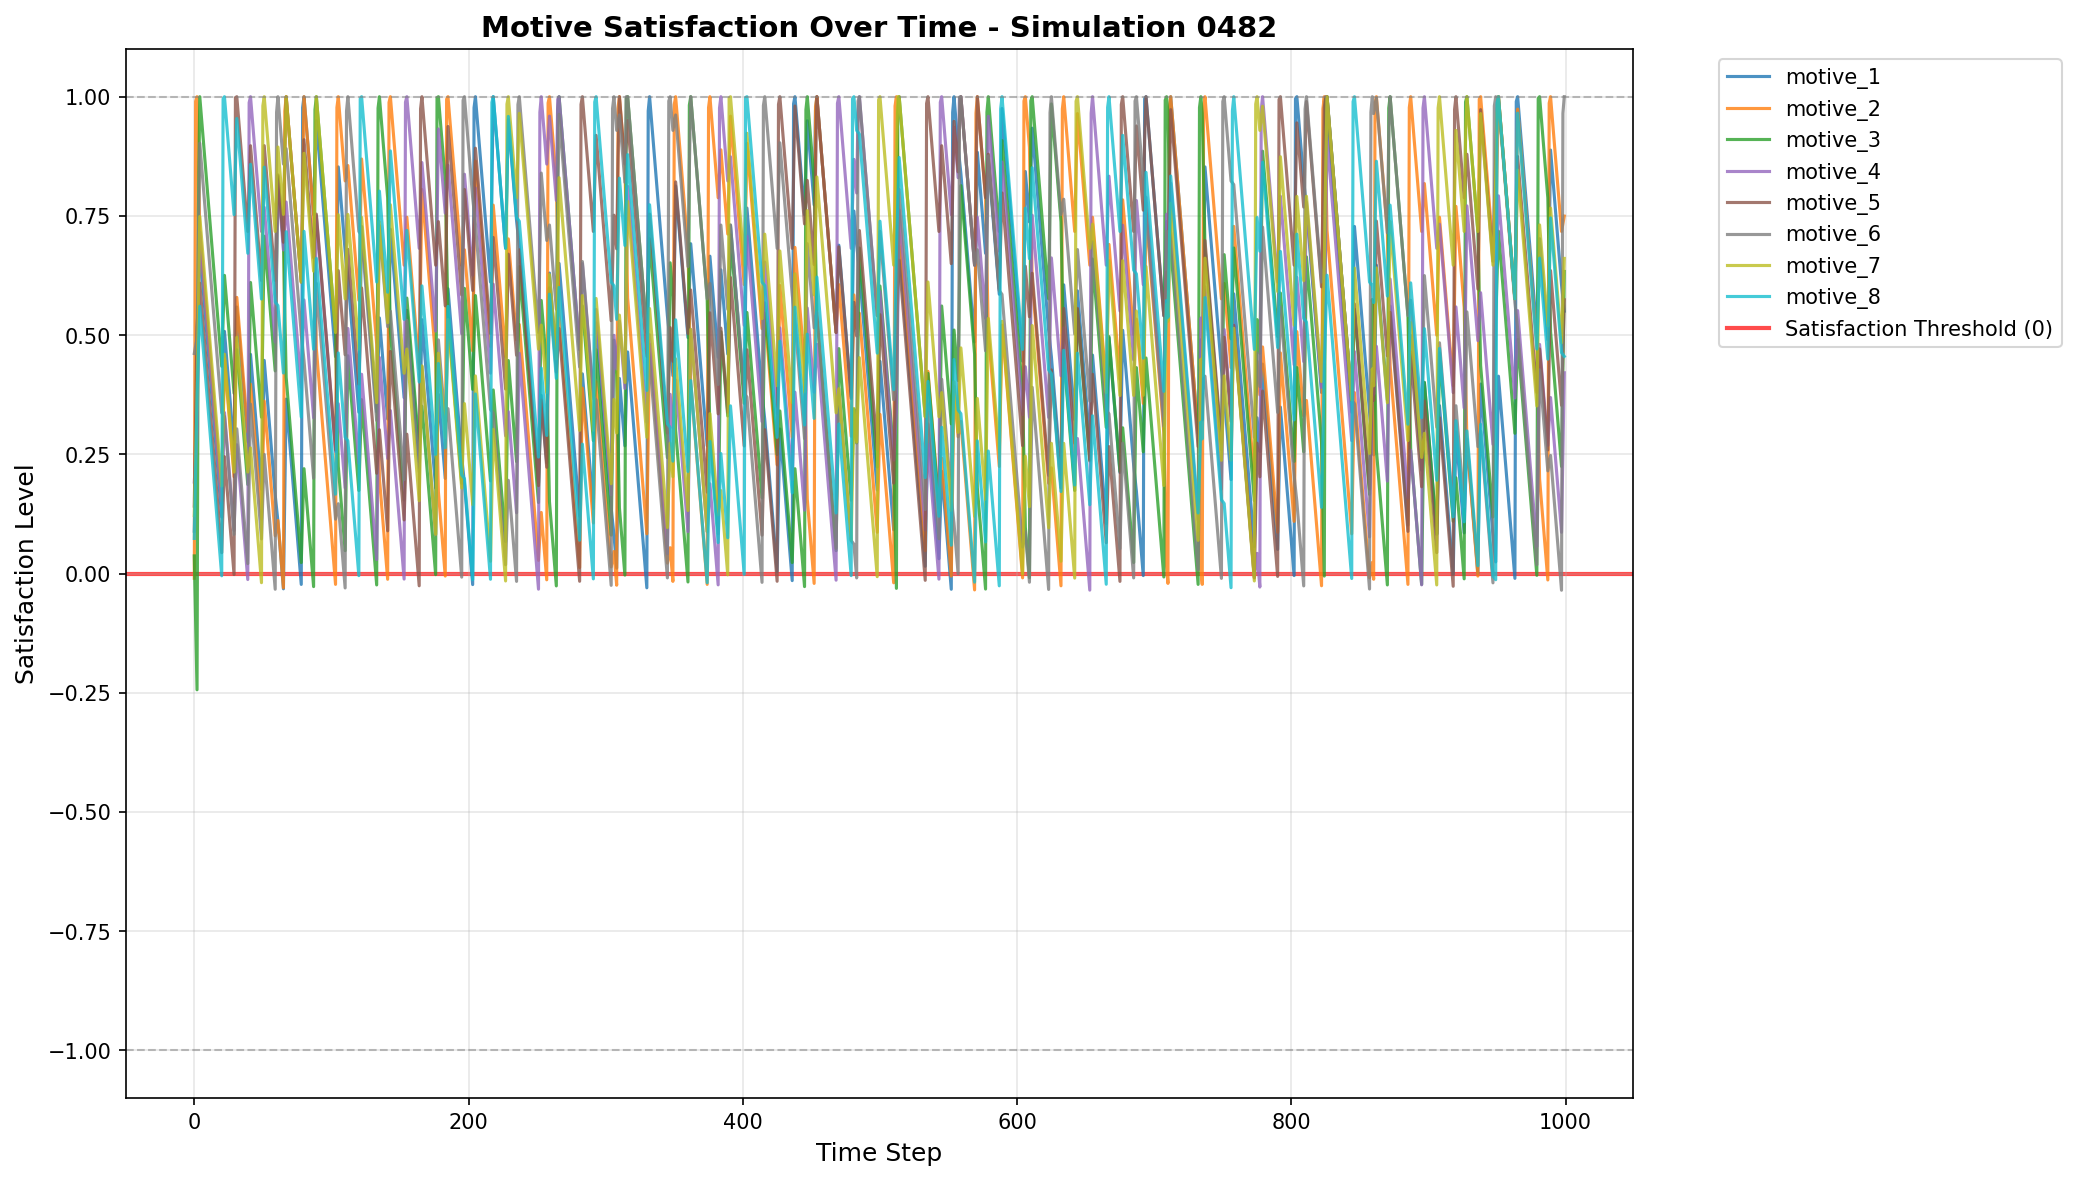 Motive Satisfaction Over Time - Simulation 0482
Satisfaction Level
1.00
0.75
0.50
0.25
0.00
−0.25
−0.50
−0.75
−1.00
0
200
400
600
800
1000
Time Step
motive_1
motive_2
motive_3
motive_4
motive_5
motive_6
motive_7
motive_8
Satisfaction Threshold (0)